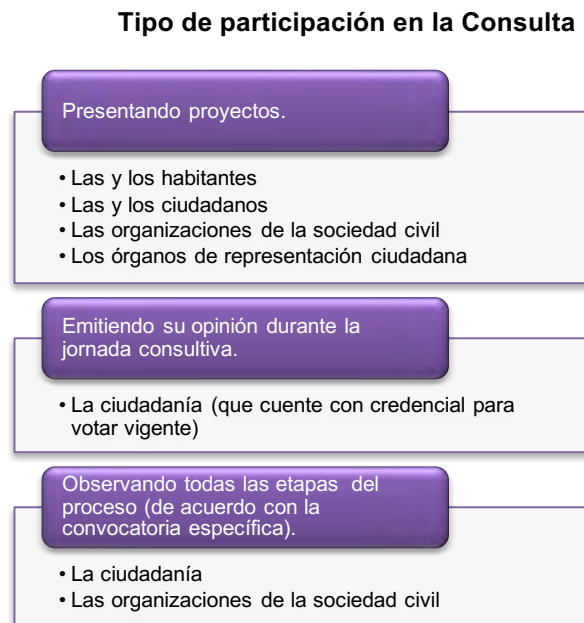 Tipo de participación en la Consulta
Presentando proyectos.
• Las y los habitantes
• Las y los ciudadanos
• Las organizaciones de la sociedad civil
• Los órganos de representación ciudadana
Emitiendo su opinión durante la
jornada consultiva.
• La ciudadanía (que cuente con credencial para
votar vigente)
Observando todas las etapas del
proceso (de acuerdo con la
convocatoria específica).
• La ciudadanía
• Las organizaciones de la sociedad civil